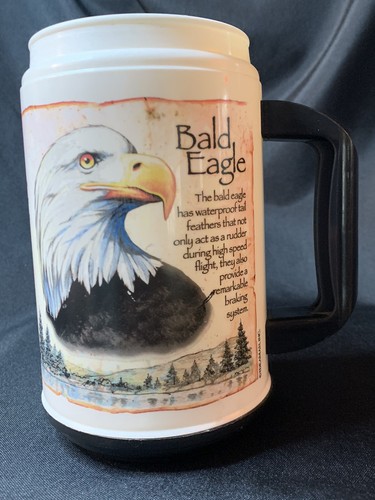 Bald
Eagle
The bald eagle
has waterproof tail
feathers that not
only act as a rudder
during high speed
flight, they also
provide a
remarkable
braking
system.